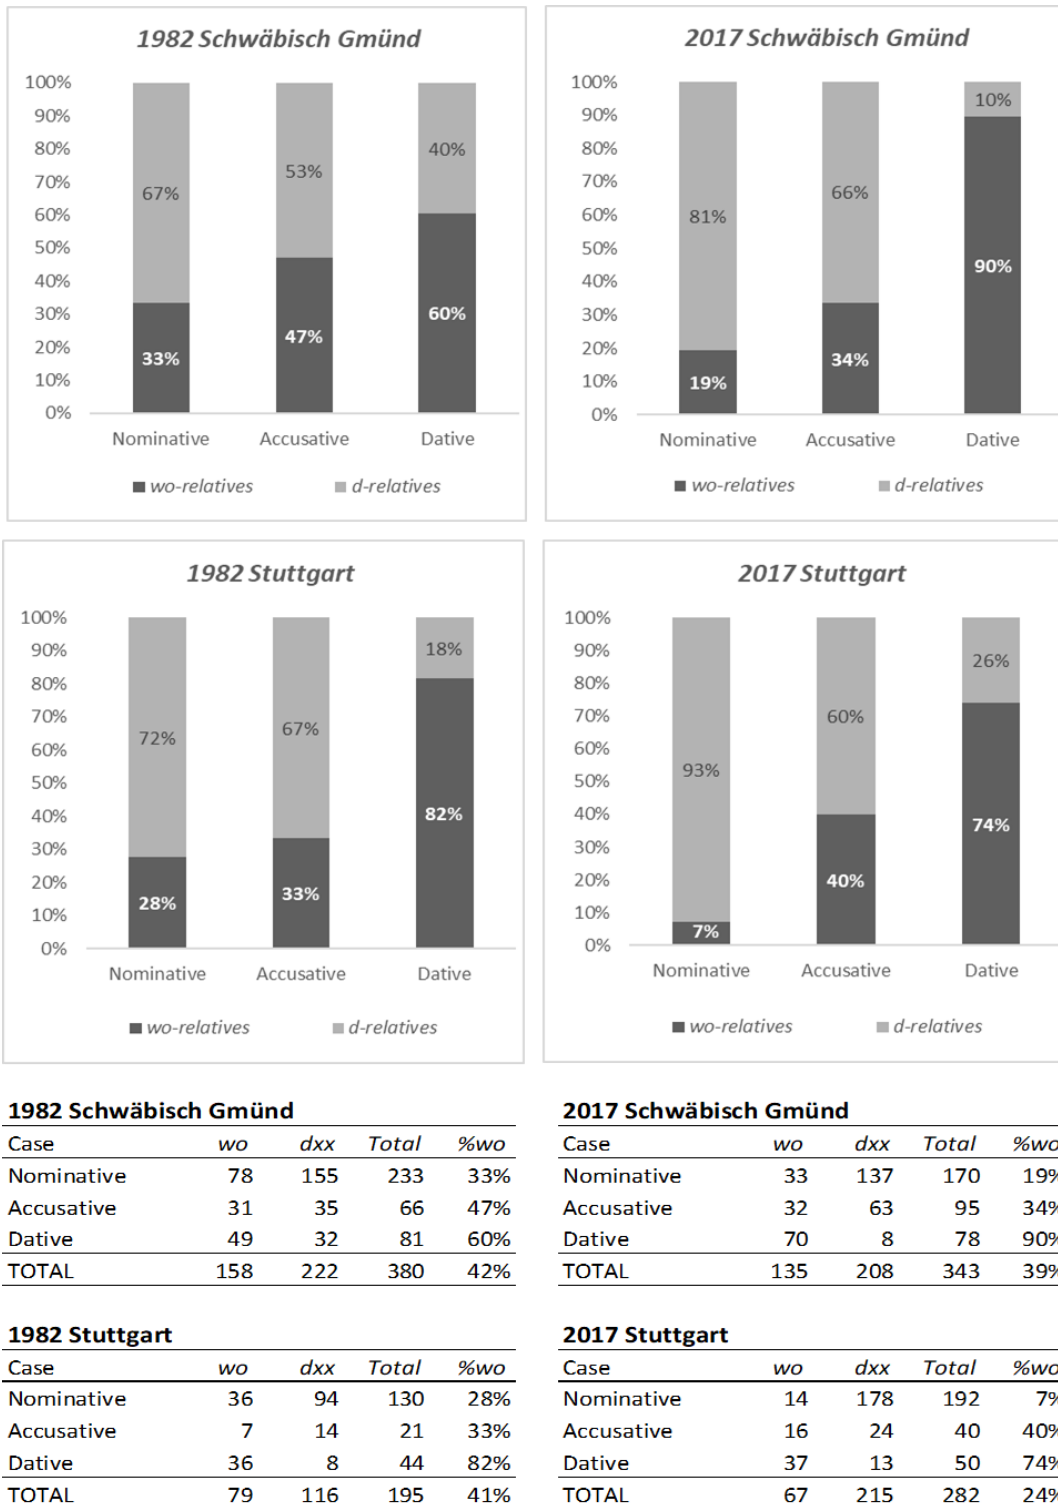 1982 Schwäbisch Gmünd
100%
90%
80%
70%
60%
50%
40%
30%
20%
10%
0%
67%
53%
40%
33%
47%
60%
Nominative Accusative Dative
wo-relatives d-relatives
2017 Schwäbisch Gmünd
100%
90%
80%
70%
60%
50%
40%
30%
20%
10%
0%
81%
66%
10%
19%
34%
90%
Nominative Accusative Dative
wo-relatives d-relatives
1982 Stuttgart
100%
90%
80%
70%
60%
50%
40%
30%
20%
10%
0%
72%
67%
18%
28%
33%
82%
Nominative Accusative Dative
wo-relatives d-relatives
2017 Stuttgart
100%
90%
80%
70%
60%
50%
40%
30%
20%
10%
0%
93%
60%
26%
7%
40%
74%
Nominative Accusative Dative
wo-relatives d-relatives
1982 Schwäbisch Gmünd
Case wo dxx Total %wo
Nominative 78 155 233 33%
Accusative 31 35 66 47%
Dative 49 32 81 60%
TOTAL 158 222 380 42%
2017 Schwäbisch Gmünd
Case wo dxx Total %wo
Nominative 33 137 170 19%
Accusative 32 63 95 34%
Dative 70 8 78 90%
TOTAL 135 208 343 39%
1982 Stuttgart
Case wo dxx Total %wo
Nominative 36 94 130 28%
Accusative 7 14 21 33%
Dative 36 8 44 82%
TOTAL 79 116 195 41%
2017 Stuttgart
Case wo dxx Total %wo
Nominative 14 178 192 7%
Accusative 16 24 40 40%
Dative 37 13 50 74%
TOTAL 67 215 282 24%